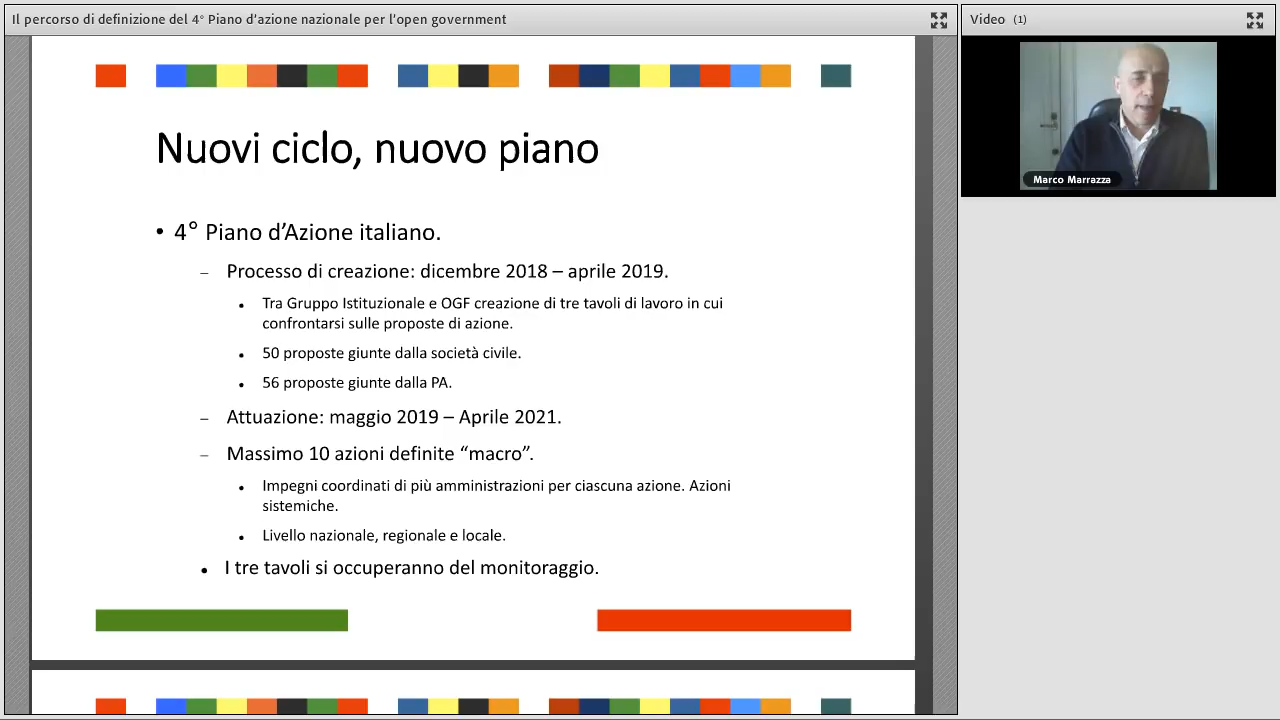 Il percorso di definizione del 4° Piano d'azione nazionale per l'open government
Video (1)
Marco Marrazza
Nuovi ciclo, nuovo piano
• 4° Piano d’Azione italiano.
– Processo di creazione: dicembre 2018 – aprile 2019.
• Tra Gruppo Istituzionale e OGF creazione di tre tavoli di lavoro in cui
confrontarsi sulle proposte di azione.
• 50 proposte giunte dalla società civile.
• 56 proposte giunte dalla PA.
– Attuazione: maggio 2019 – Aprile 2021.
– Massimo 10 azioni definite “macro”.
• Impegni coordinati di più amministrazioni per ciascuna azione. Azioni
sistemiche.
• Livello nazionale, regionale e locale.
• I tre tavoli si occuperanno del monitoraggio.